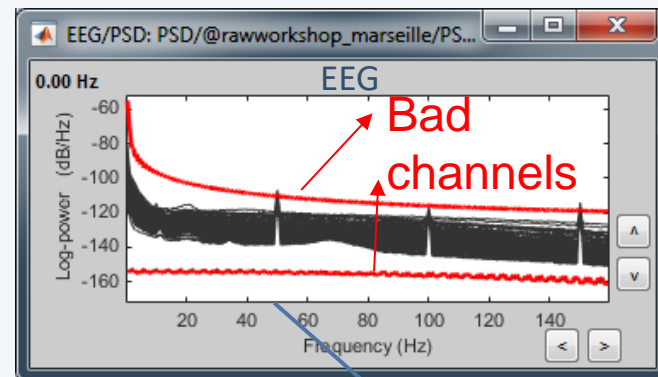 EEG/PSD: PSD/@rawworkshop_marseille/PS...
0.00 Hz
EEG
Bad
channels
Log-power (dB/Hz)
-60
-80
-100
-120
-140
-160
20 40 60 80 100 120 140
Frequency (Hz)